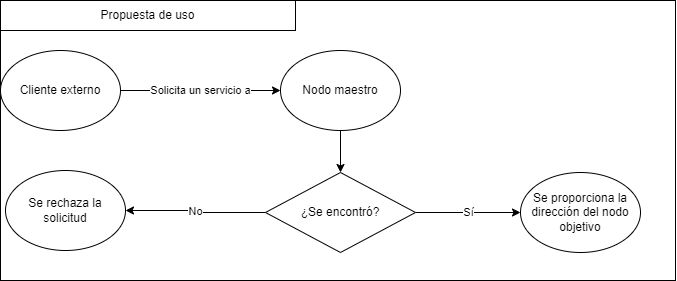 Propuesta de uso
Cliente externo
Solicita un servicio a
Nodo maestro
Se rechaza la
solicitud
No
¿Se encontró?
Sí
Se proporciona la
dirección del nodo
objetivo